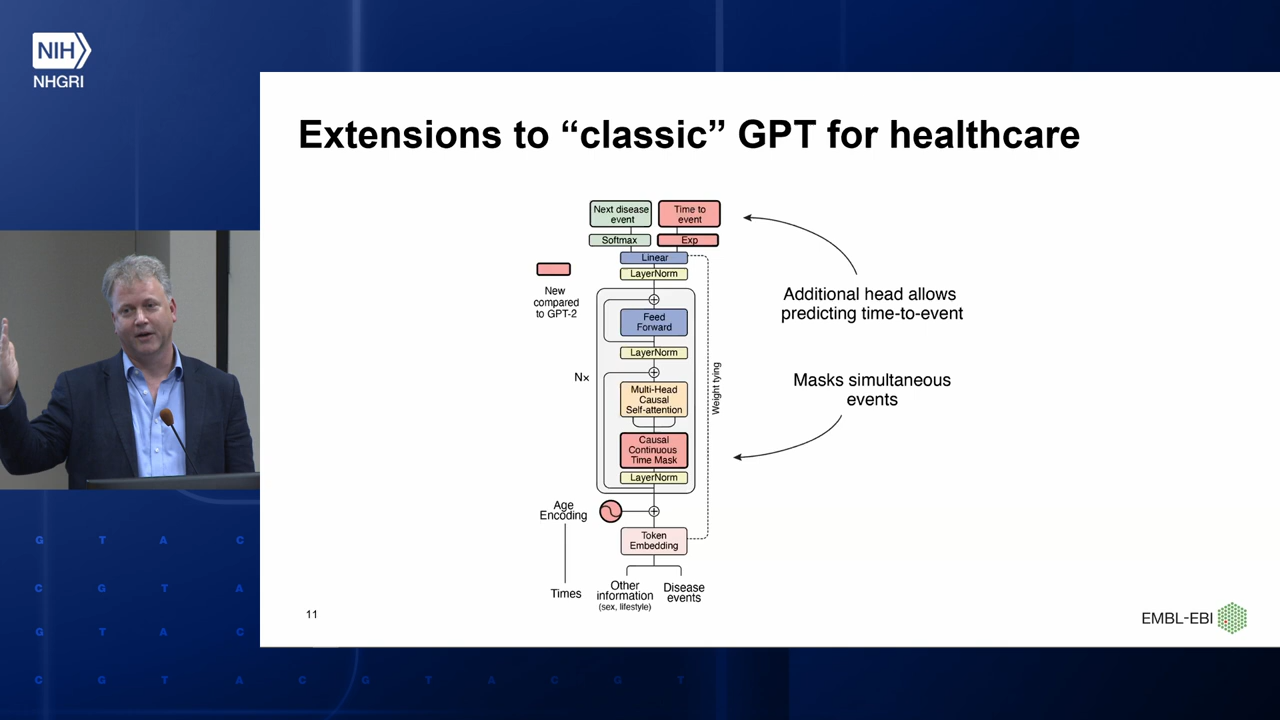 NIH
NHGRI
Extensions to “classic” GPT for healthcare
Next disease
event
Time to
event
Softmax
Exp
Linear
LayerNorm
New
compared
to GPT-2
Feed
Forward
LayerNorm
N×
Multi-Head
Causal
Self-attention
Causal
Continuous
Time Mask
LayerNorm
Weight tying
Age
Encoding
Token
Embedding
Times
Other
information
(sex, lifestyle)
Disease
events
Additional head allows
predicting time-to-event
Masks simultaneous
events
11
EMBL-EBI
G T A C
C G T A
G T A C
C G T A C G T A C G T